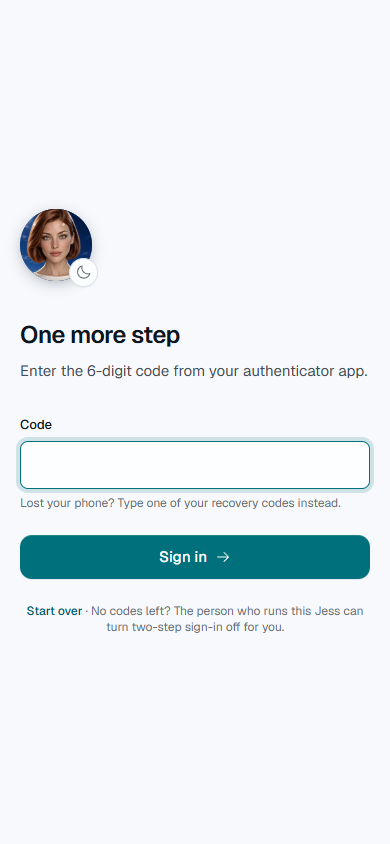 One more step
Enter the 6-digit code from your authenticator app.
Code
Lost your phone? Type one of your recovery codes instead.
Sign in →
Start over · No codes left? The person who runs this Jess can
turn two-step sign-in off for you.